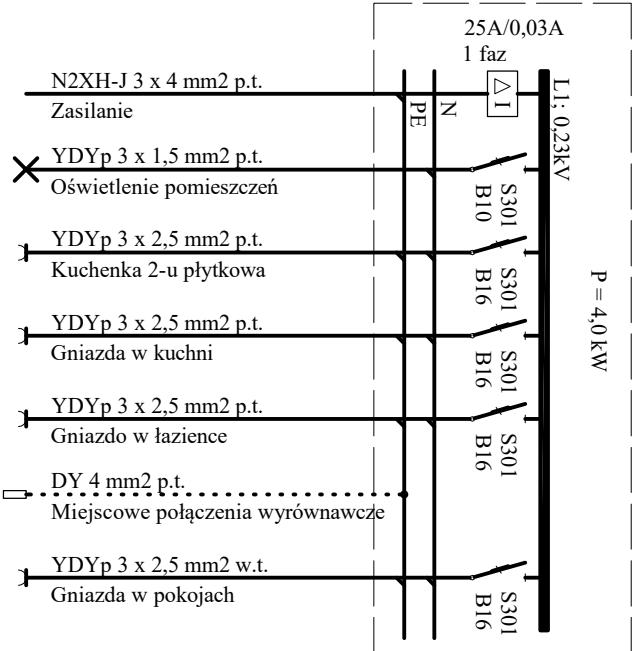 25A/0,03A
1 faz
N2XH-J 3 x 4 mm2 p.t.
Zasilanie
PE
N
△ I
L1; 0,23kV
YDYp 3 x 1,5 mm2 p.t.
Oświetlenie pomieszczeń
S301
B10
YDYp 3 x 2,5 mm2 p.t.
Kuchenka 2-u płytkowa
S301
B16
P = 4,0 kW
YDYp 3 x 2,5 mm2 p.t.
Gniazda w kuchni
S301
B16
YDYp 3 x 2,5 mm2 p.t.
Gniazdo w łazience
S301
B16
DY 4 mm2 p.t.
Miejscowe połączenia wyrównawcze
YDYp 3 x 2,5 mm2 w.t.
Gniazda w pokojach
S301
B16